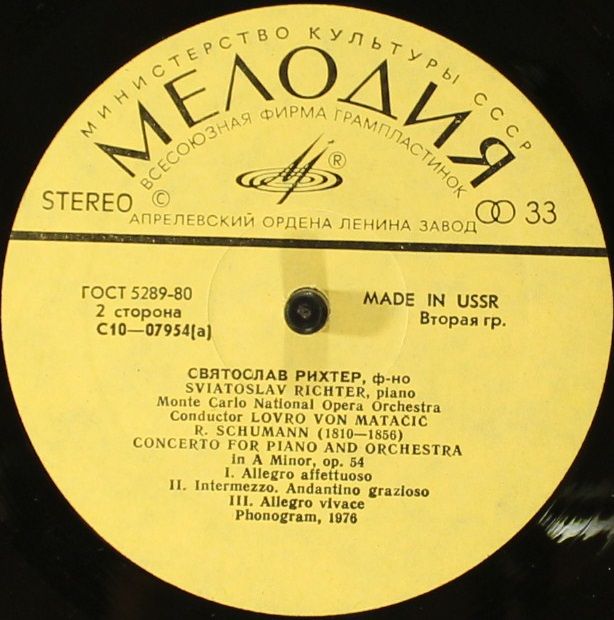 МИНИСТЕРСТВО КУЛЬТУРЫ СССР
МЕЛОДИЯ
ВСЕСОЮЗНАЯ ФИРМА ГРАМПЛАСТИНОК
®
STEREO ©
33
АПРЕЛЕВСКИЙ ОРДЕНА ЛЕНИНА ЗАВОД
ГОСТ 5289-80
2 сторона
С10—07954(а)
MADE IN USSR
Вторая гр.
СВЯТОСЛАВ РИХТЕР, ф-но
SVIATOSLAV RICHTER, piano
Monte Carlo National Opera Orchestra
Conductor LOVRO VON MATAČIĆ
R. SCHUMANN (1810—1856)
CONCERTO FOR PIANO AND ORCHESTRA
in A Minor, op. 54
I. Allegro affettuoso
II. Intermezzo. Andantino grazioso
III. Allegro vivace
Phonogram, 1976